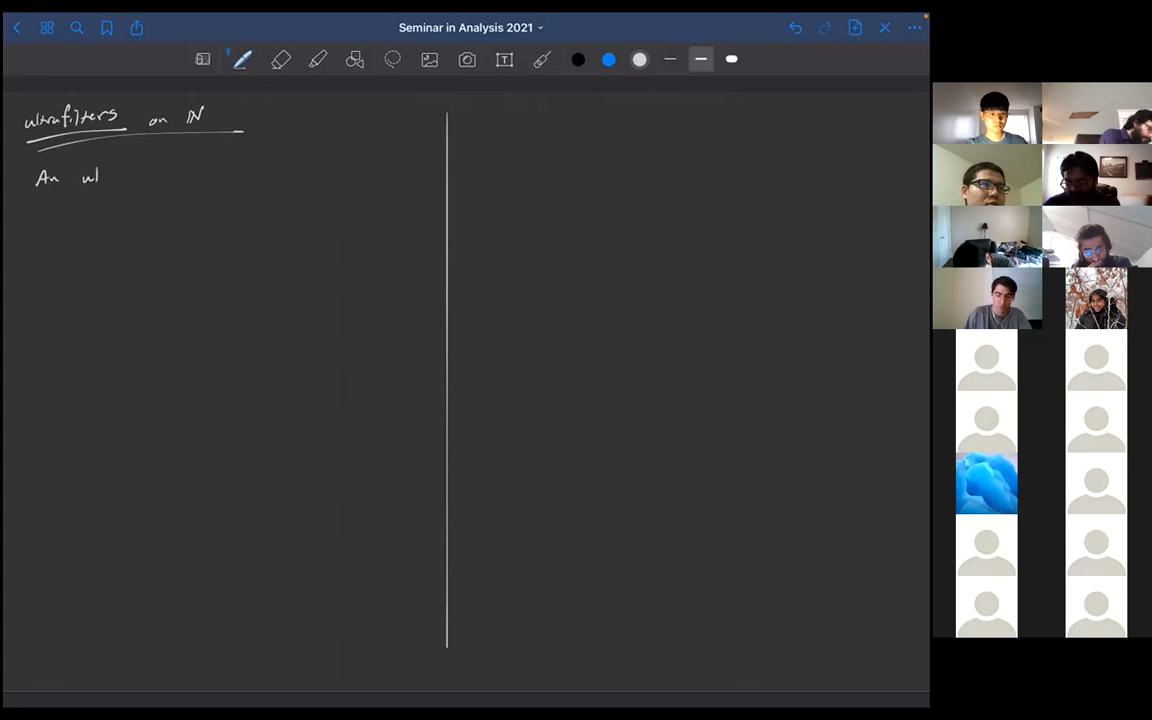 Seminar in Analysis 2021
ultrafilters on ℕ
An ul